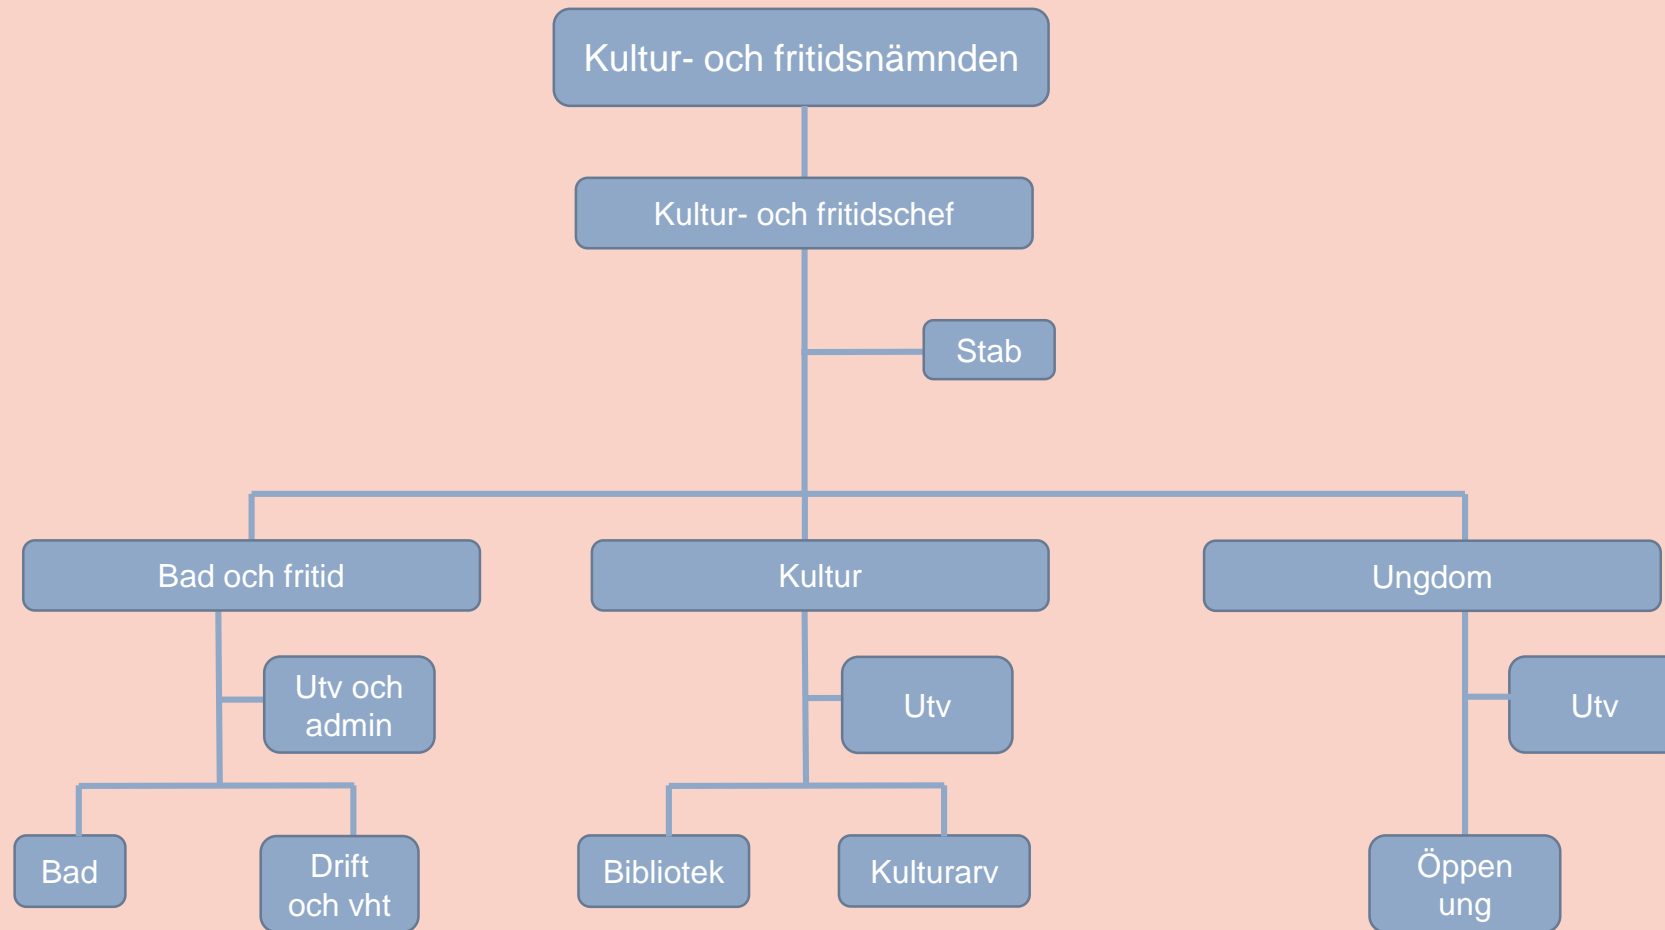 Kultur- och fritidsnämnden
Kultur- och fritidschef
Stab
Bad och fritid
Kultur
Ungdom
Utv och
admin
Utv
Utv
Bad
Drift
och vht
Bibliotek
Kulturarv
Öppen
ung